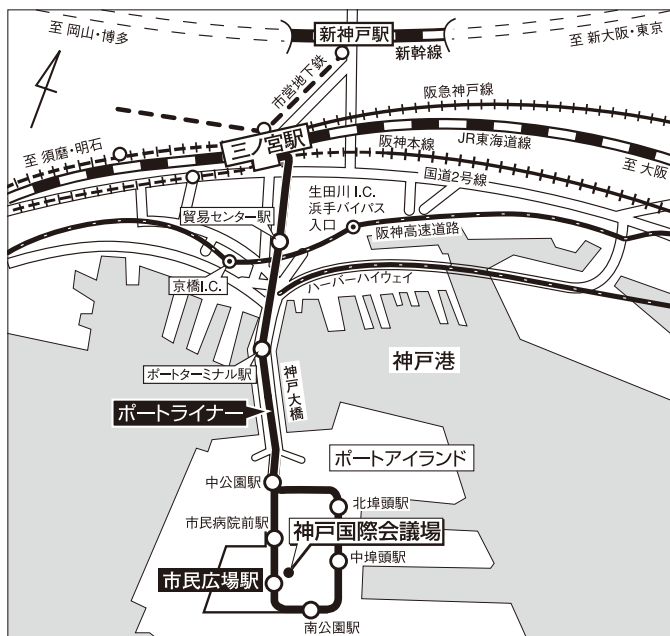 至 岡山・博多
新神戸駅
新幹線
至 新大阪・東京
市営地下鉄
阪急神戸線
三ノ宮駅
阪神本線
JR東海道線
至 須磨・明石
至 大阪
国道2号線
生田川 I.C.
浜手バイパス
入口
貿易センター駅
阪神高速道路
京橋I.C.
ハーバーハイウェイ
神戸港
ポートターミナル駅
神戸大橋
ポートライナー
ポートアイランド
中公園駅
北埠頭駅
市民病院前駅
神戸国際会議場
中埠頭駅
市民広場駅
南公園駅